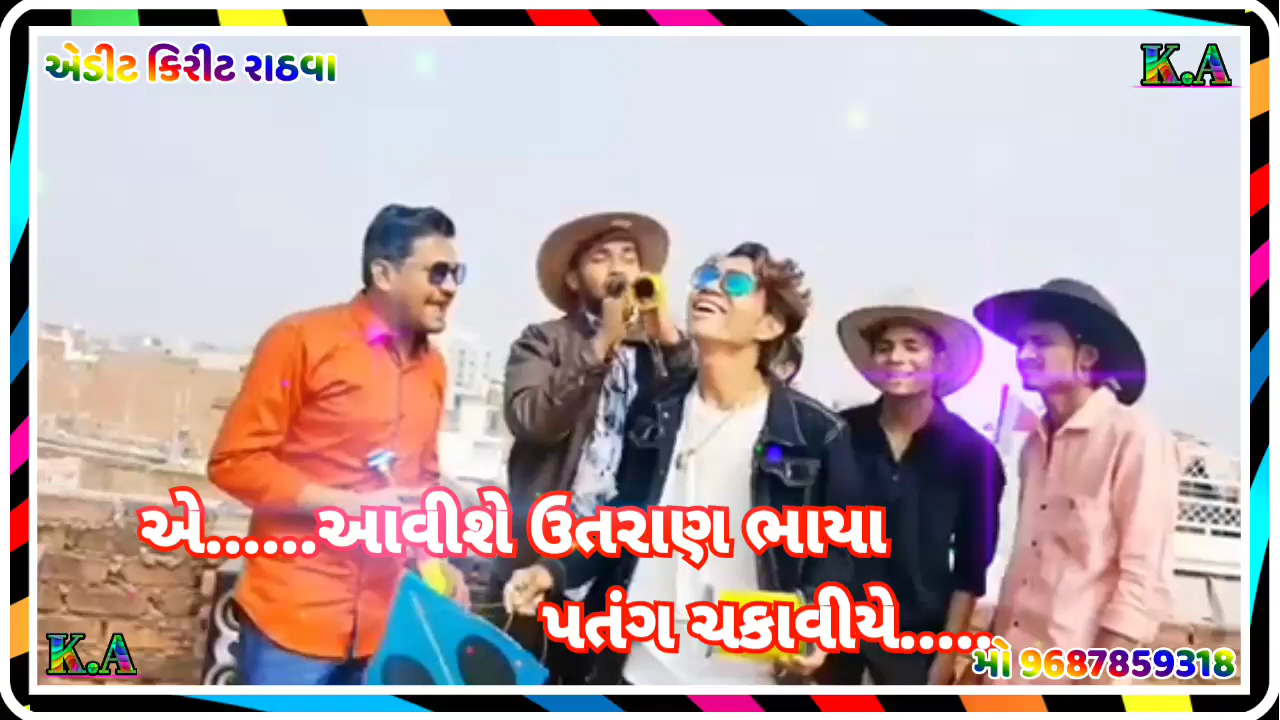 એડીટ કિરીટ રાઠવા
K.A
એ......આવીશે ઉતરાણ ભાયા
પતંગ ચકાવીયે.....
K.A
મો 9687859318